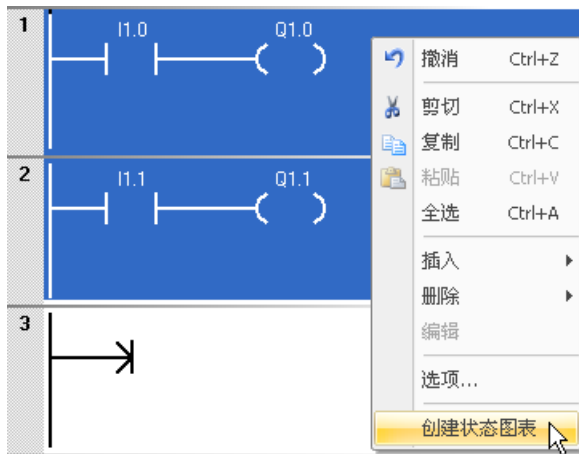 1
I1.0 Q1.0
撤消 Ctrl+Z
剪切 Ctrl+X
复制 Ctrl+C
2
I1.1 Q1.1
粘贴 Ctrl+V
全选 Ctrl+A
插入
删除
3
编辑
选项...
创建状态图表